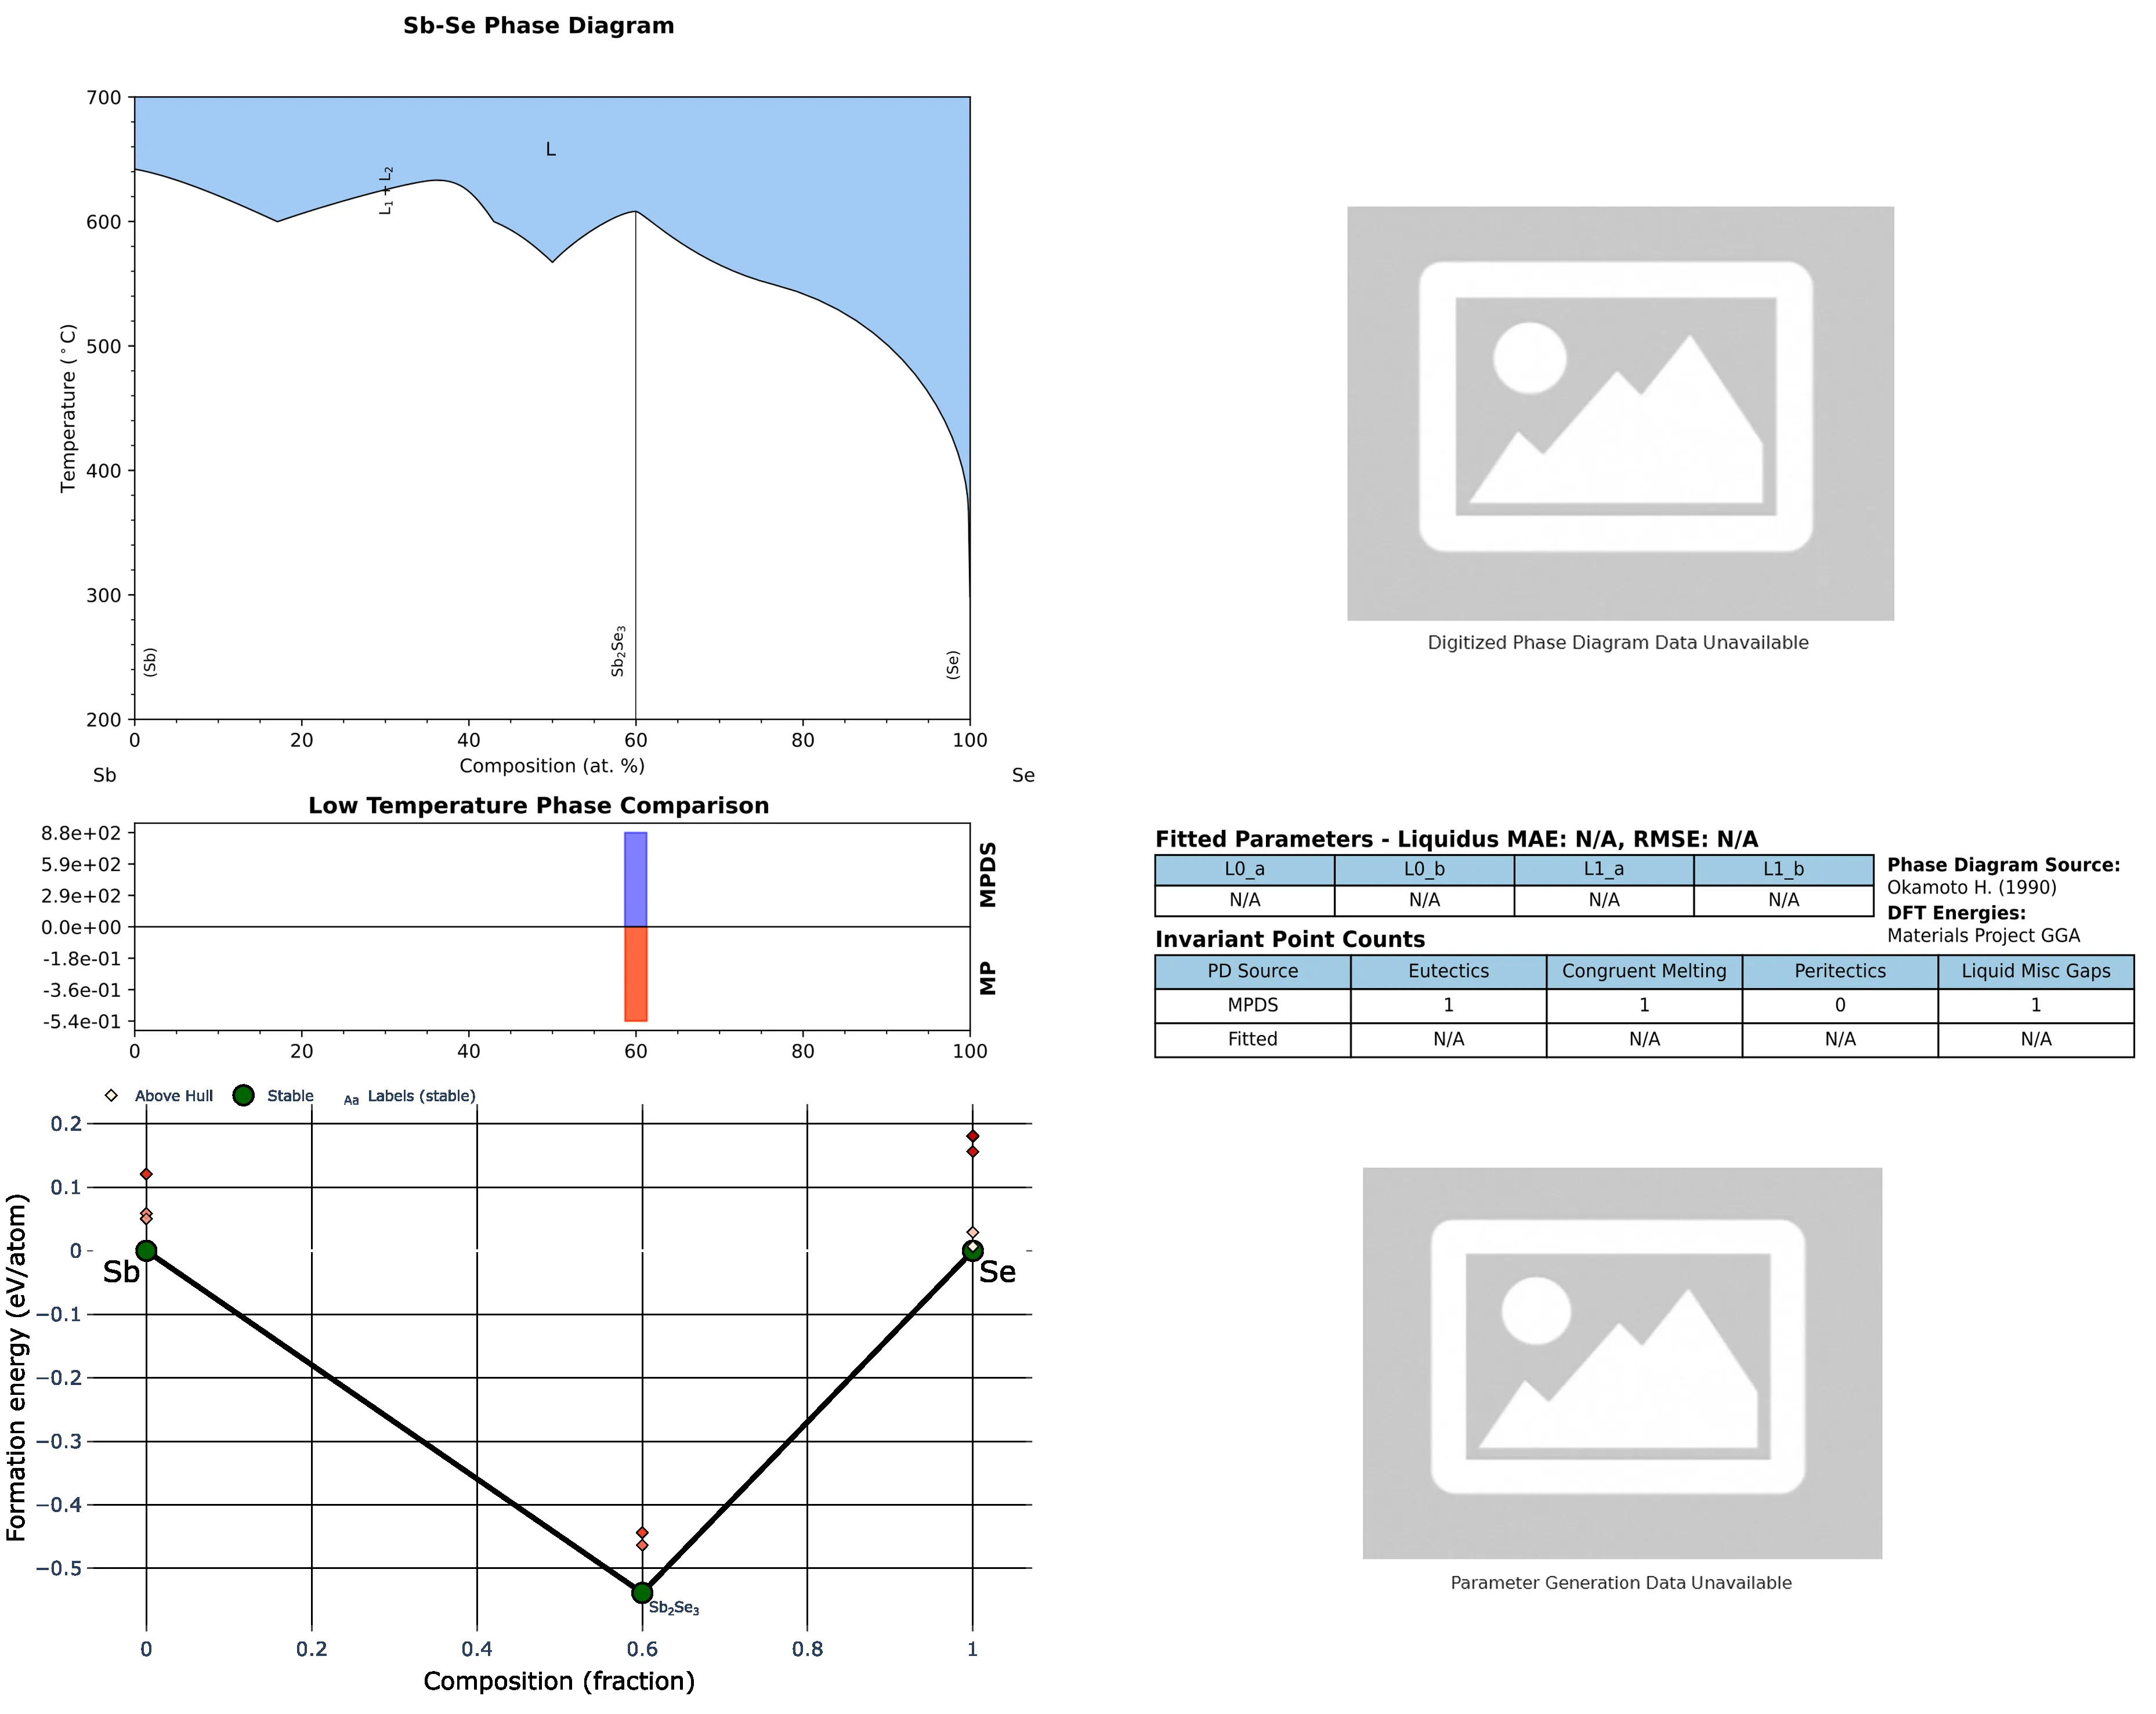 Sb-Se Phase Diagram
700
600
500
400
300
200
Temperature (°C)
L
L₁ + L₂
(Sb)
Sb₂Se₃
(Se)
0 20 40 60 80 100
Composition (at. %)
Sb Se
Digitized Phase Diagram Data Unavailable
Low Temperature Phase Comparison
8.8e+02
5.9e+02
2.9e+02
0.0e+00
-1.8e-01
-3.6e-01
-5.4e-01
MPDS
MP
0 20 40 60 80 100
Fitted Parameters - Liquidus MAE: N/A, RMSE: N/A
L0_a L0_b L1_a L1_b
N/A N/A N/A N/A
Phase Diagram Source:
Okamoto H. (1990)
DFT Energies:
Materials Project GGA
Invariant Point Counts
PD Source Eutectics Congruent Melting Peritectics Liquid Misc Gaps
MPDS 1 1 0 1
Fitted N/A N/A N/A N/A
Above Hull Stable Aa Labels (stable)
0.2
0.1
0
−0.1
−0.2
−0.3
−0.4
−0.5
Formation energy (eV/atom)
Sb
Se
Sb₂Se₃
0 0.2 0.4 0.6 0.8 1
Composition (fraction)
Parameter Generation Data Unavailable